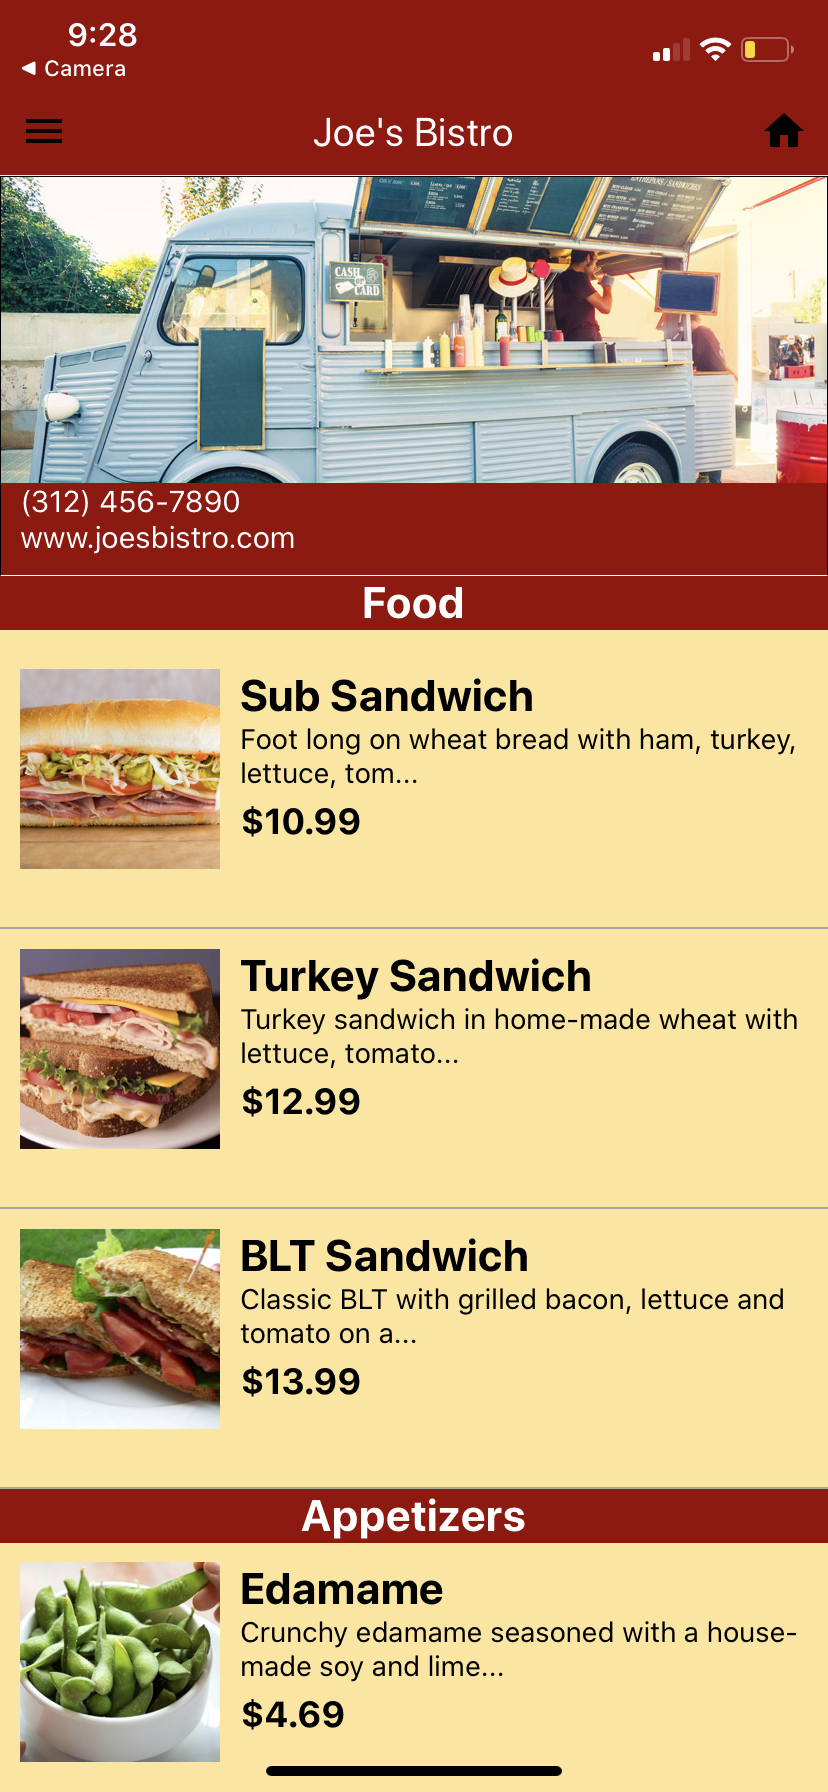 9:28
◀ Camera
Joe's Bistro
ENTREPANS / SANDWICHES
CASH
or
CARD
(312) 456-7890
www.joesbistro.com
Food
Sub Sandwich
Foot long on wheat bread with ham, turkey,
lettuce, tom...
$10.99
Turkey Sandwich
Turkey sandwich in home-made wheat with
lettuce, tomato...
$12.99
BLT Sandwich
Classic BLT with grilled bacon, lettuce and
tomato on a...
$13.99
Appetizers
Edamame
Crunchy edamame seasoned with a house-
made soy and lime...
$4.69